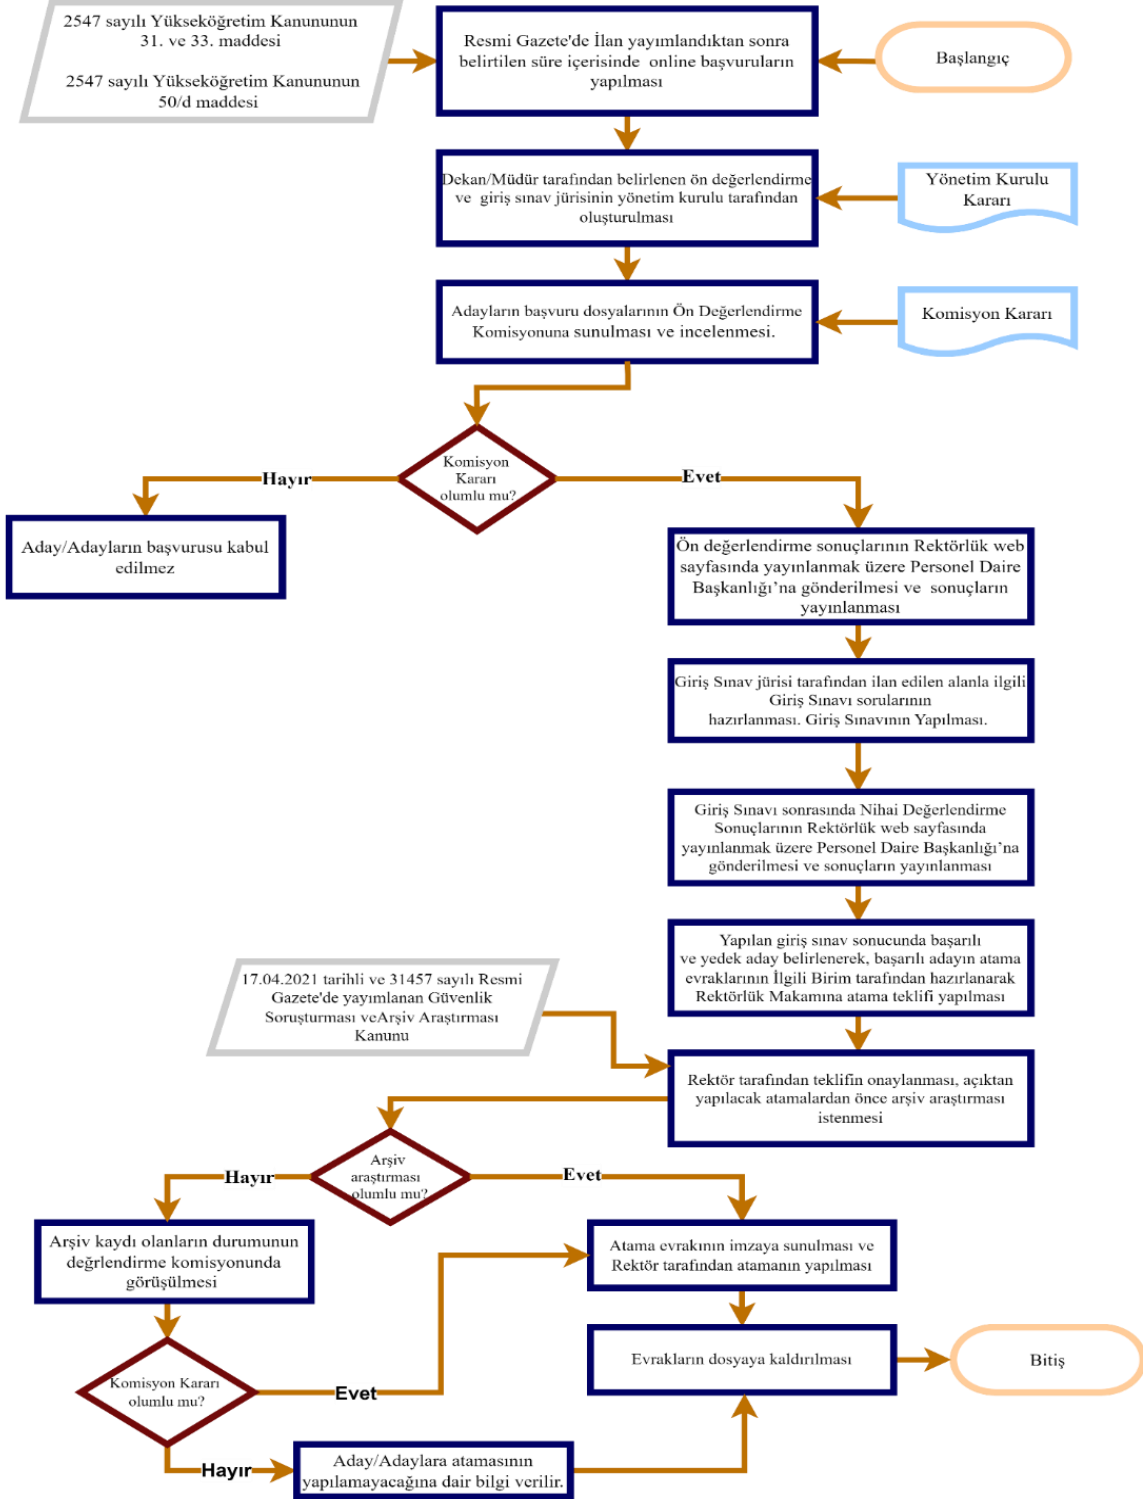 2547 sayılı Yükseköğretim Kanununun
31. ve 33. maddesi
2547 sayılı Yükseköğretim Kanununun
50/d maddesi
Resmi Gazete'de İlan yayımlandıktan sonra
belirtilen süre içerisinde online başvuruların
yapılması
Başlangıç
Dekan/Müdür tarafından belirlenen ön değerlendirme
ve giriş sınav jürisinin yönetim kurulu tarafından
oluşturulması
Yönetim Kurulu
Kararı
Adayların başvuru dosyalarının Ön Değerlendirme
Komisyonuna sunulması ve incelenmesi.
Komisyon Kararı
Komisyon
Kararı
olumlu mu?
Hayır
Evet
Aday/Adayların başvurusu kabul
edilmez
Ön değerlendirme sonuçlarının Rektörlük web
sayfasında yayınlanmak üzere Personel Daire
Başkanlığı’na gönderilmesi ve sonuçların
yayınlanması
Giriş Sınav jürisi tarafından ilan edilen alanla ilgili
Giriş Sınavı sorularının
hazırlanması. Giriş Sınavının Yapılması.
Giriş Sınavı sonrasında Nihai Değerlendirme
Sonuçlarının Rektörlük web sayfasında
yayınlanmak üzere Personel Daire Başkanlığı’na
gönderilmesi ve sonuçların yayınlanması
Yapılan giriş sınav sonucunda başarılı
ve yedek aday belirlenerek, başarılı adayın atama
evraklarının İlgili Birim tarafından hazırlanarak
Rektörlük Makamına atama teklifi yapılması
17.04.2021 tarihli ve 31457 sayılı Resmi
Gazete'de yayımlanan Güvenlik
Soruşturması veArşiv Araştırması
Kanunu
Rektör tarafından teklifin onaylanması, açıktan
yapılacak atamalardan önce arşiv araştırması
istenmesi
Arşiv
araştırması
olumlu mu?
Hayır
Evet
Arşiv kaydı olanların durumunun
değrlendirme komisyonunda
görüşülmesi
Atama evrakının imzaya sunulması ve
Rektör tarafından atamanın yapılması
Evrakların dosyaya kaldırılması
Bitiş
Komisyon Kararı
olumlu mu?
Evet
Hayır
Aday/Adaylara atamasının
yapılamayacağına dair bilgi verilir.